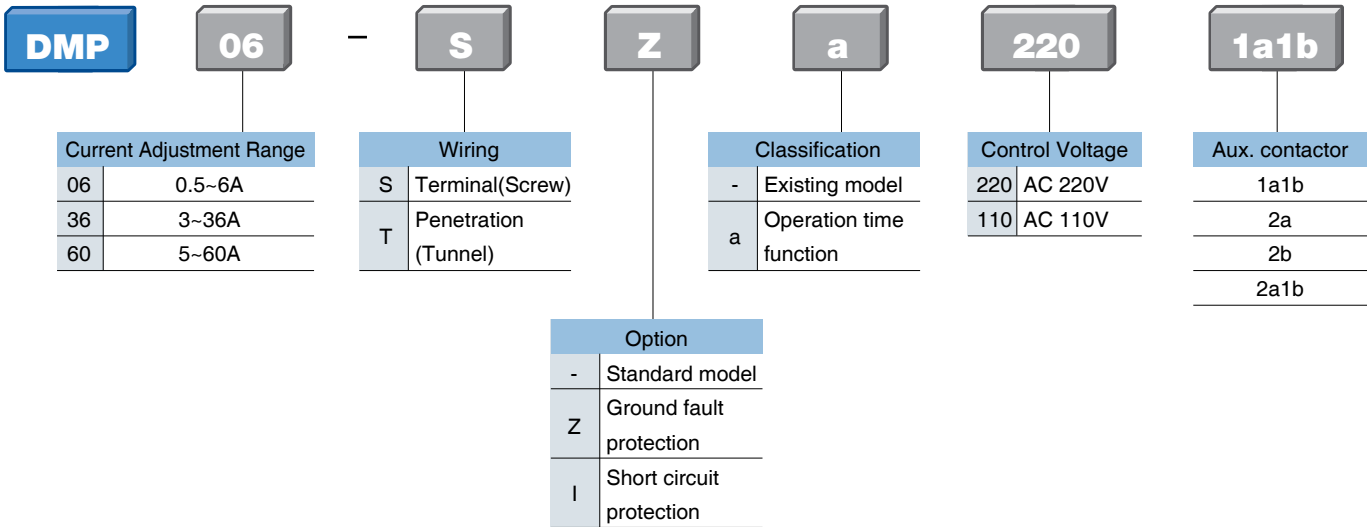 DMP 06 – S Z a 220 1a1b
Current Adjustment Range
06 0.5~6A
36 3~36A
60 5~60A
Wiring
S Terminal(Screw)
T Penetration
(Tunnel)
Option
- Standard model
Z Ground fault
protection
I Short circuit
protection
Classification
- Existing model
a Operation time
function
Control Voltage
220 AC 220V
110 AC 110V
Aux. contactor
1a1b
2a
2b
2a1b